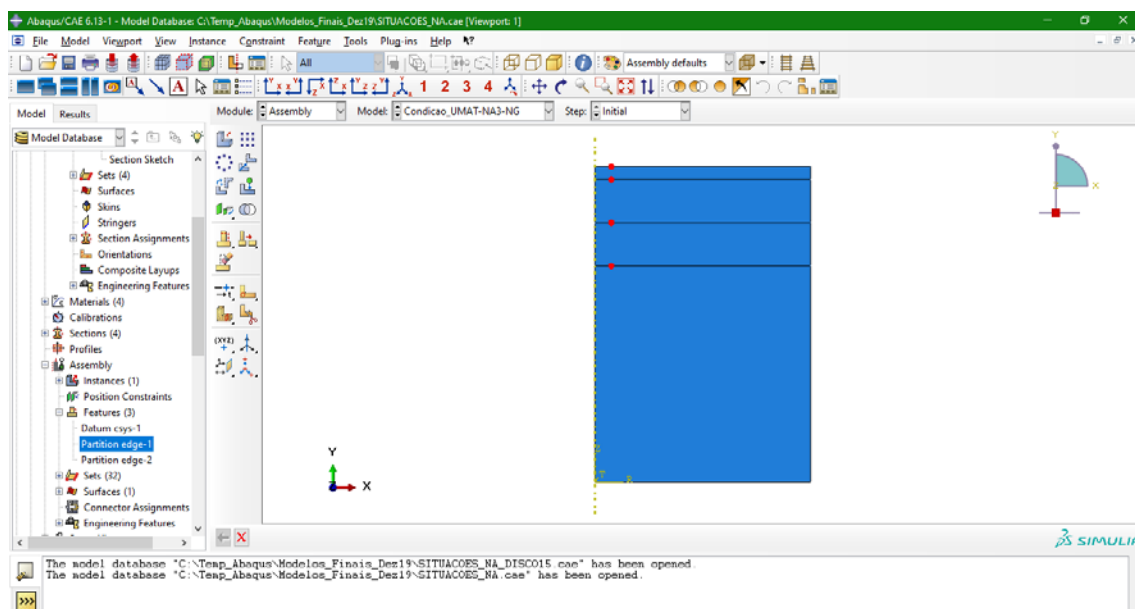 Abaqus/CAE 6.13-1 - Model Database: C:\Temp_Abaqus\Modelos_Finais_Dez19\SITUACOES_NA.cae [Viewport: 1]
File Model Viewport View Instance Constraint Feature Tools Plug-ins Help
All Assembly defaults
A 1 2 3 4
Model Results Module: Assembly Model: Condicao_UMAT-NA3-NG Step: Initial
Model Database
Section Sketch
Sets (4)
Surfaces
Skins
Stringers
Section Assignments
Orientations
Composite Layups
Engineering Features
Materials (4)
Calibrations
Sections (4)
Profiles
Assembly
Instances (1)
Position Constraints
Features (3)
Datum csys-1
Partition edge-1
Partition edge-2
Sets (32)
Surfaces (1)
Connector Assignments
Engineering Features
Y
X
Y
X
SIMULIA
The model database "C:\Temp_Abaqus\Modelos_Finais_Dez19\SITUACOES_NA_DISCO15.cae" has been opened.
The model database "C:\Temp_Abaqus\Modelos_Finais_Dez19\SITUACOES_NA.cae" has been opened.
>>>